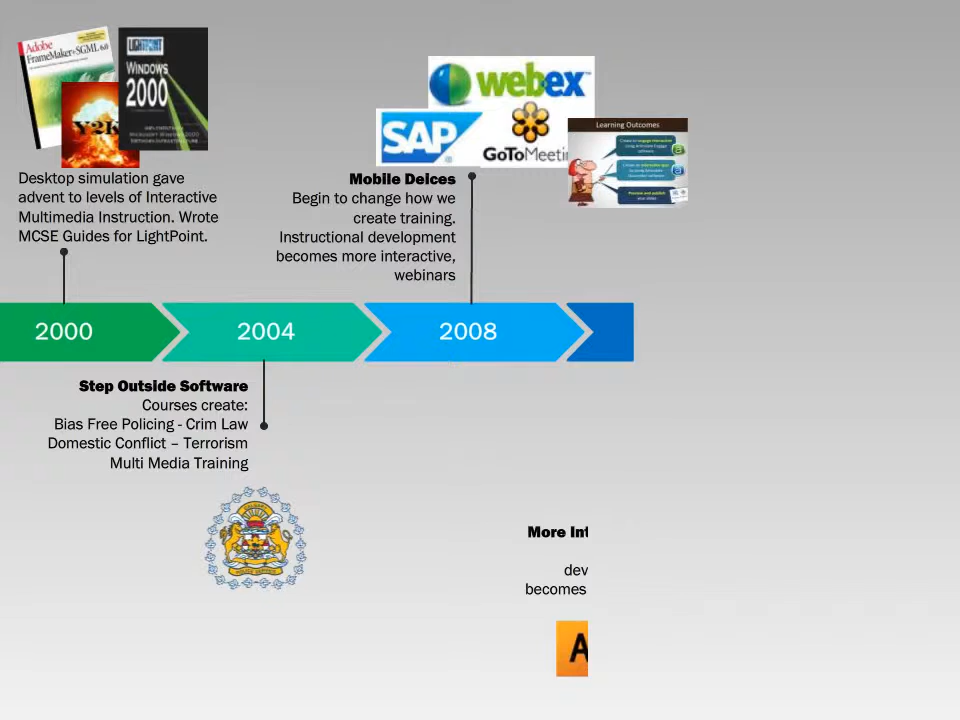 Adobe
FrameMaker+SGML 6.0
LIGHTPOINT
WINDOWS
2000
Y2K
Desktop simulation gave
advent to levels of Interactive
Multimedia Instruction. Wrote
MCSE Guides for LightPoint.
webex
SAP
GoToMeetin
Learning Outcomes
Mobile Deices
Begin to change how we
create training.
Instructional development
becomes more interactive,
webinars
2000
2004
2008
Step Outside Software
Courses create:
Bias Free Policing - Crim Law
Domestic Conflict – Terrorism
Multi Media Training
More Int
dev
becomes
A